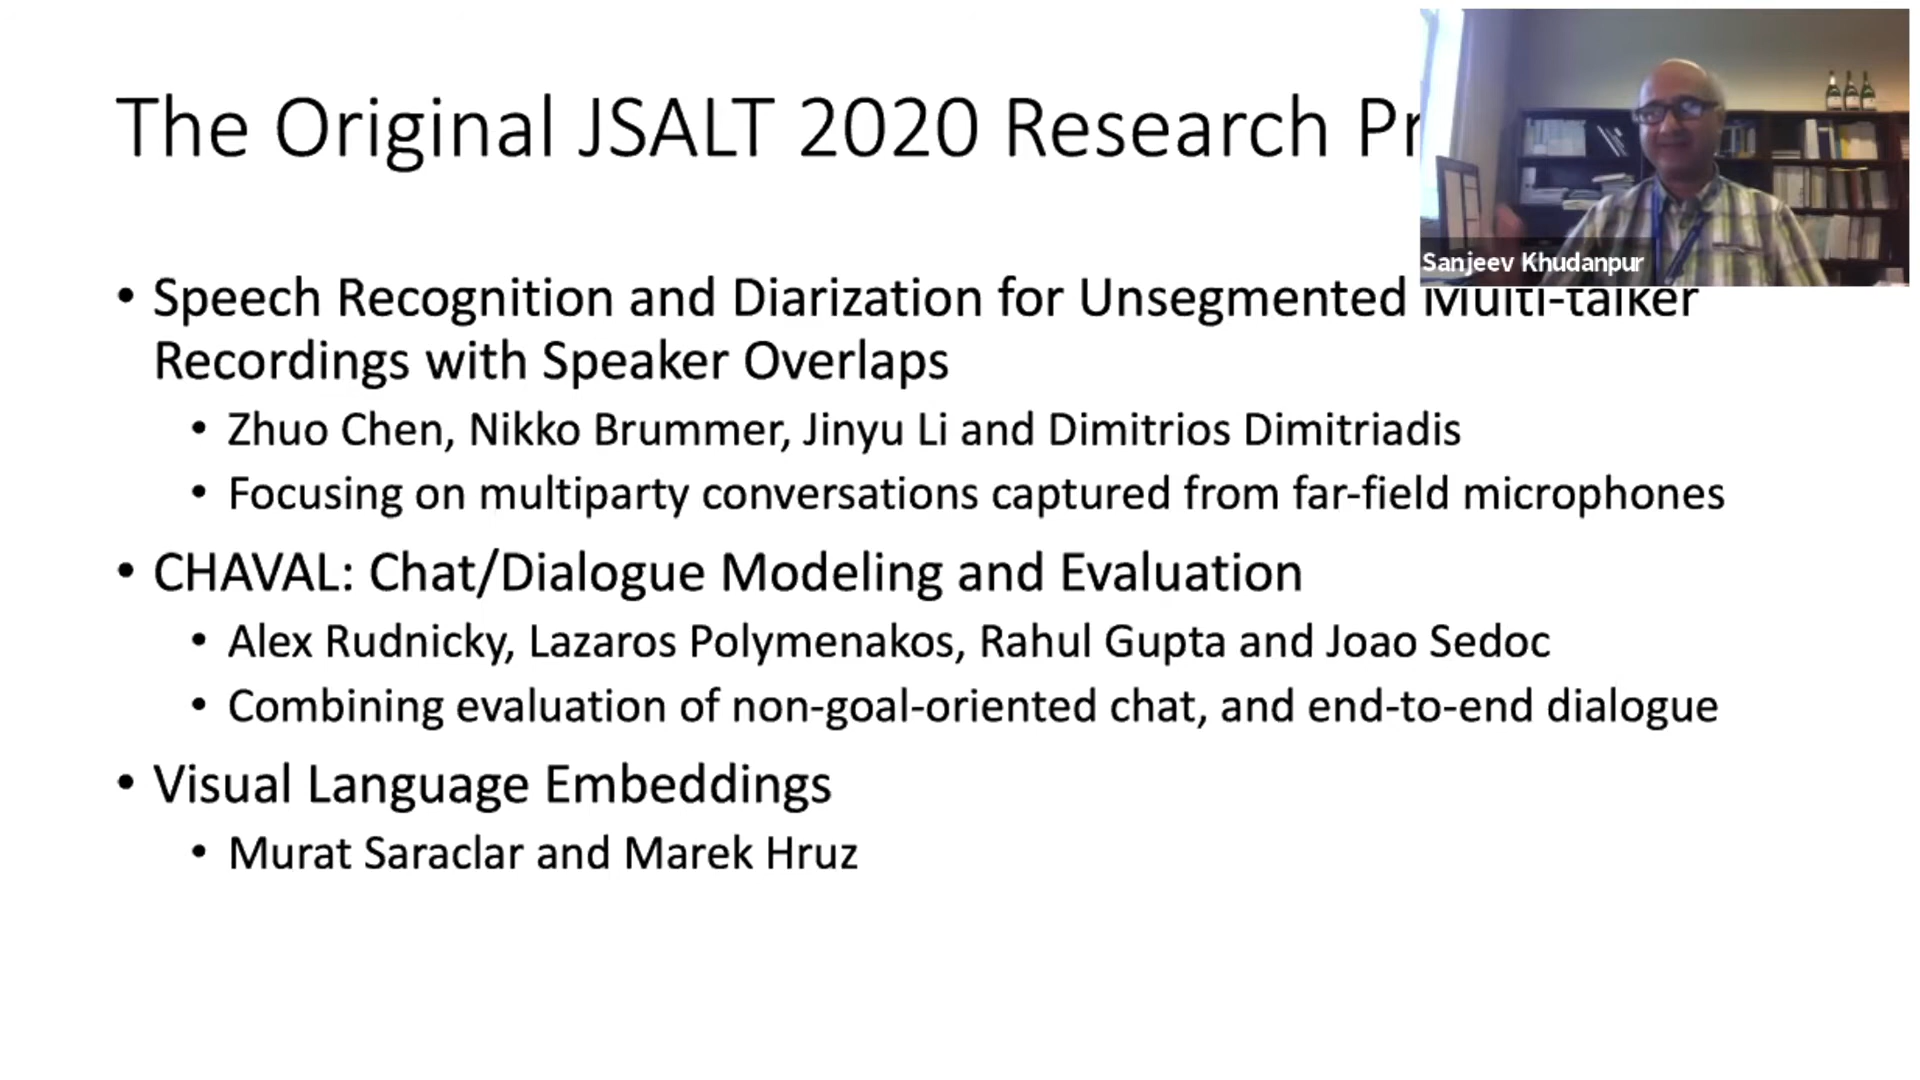 The Original JSALT 2020 Research
Sanjeev Khudanpur
• Speech Recognition and Diarization for Unsegmented Multi-talker
Recordings with Speaker Overlaps
• Zhuo Chen, Nikko Brummer, Jinyu Li and Dimitrios Dimitriadis
• Focusing on multiparty conversations captured from far-field microphones
• CHAVAL: Chat/Dialogue Modeling and Evaluation
• Alex Rudnicky, Lazaros Polymenakos, Rahul Gupta and Joao Sedoc
• Combining evaluation of non-goal-oriented chat, and end-to-end dialogue
• Visual Language Embeddings
• Murat Saraclar and Marek Hruz